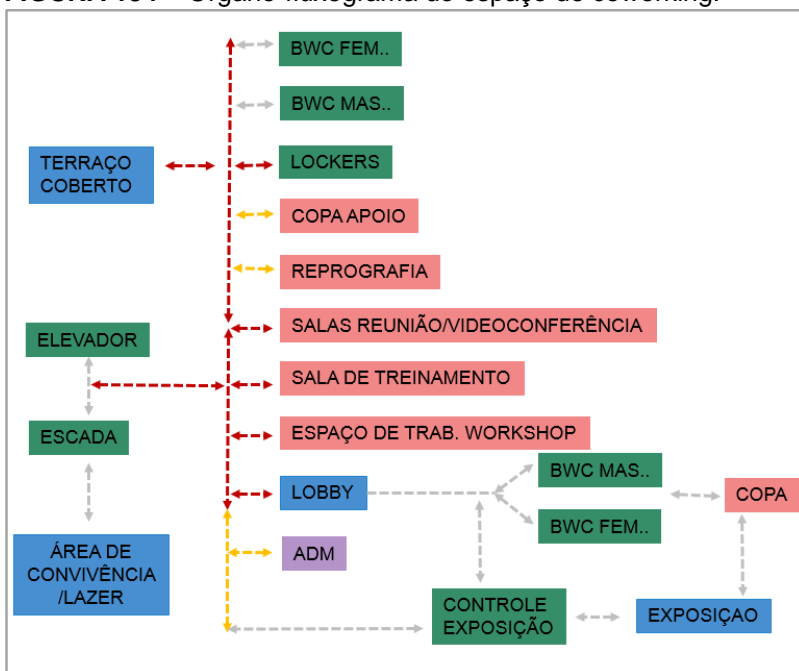 FIGURA 101 – Organo-fluxograma do espaço de coworking.
BWC FEM..
BWC MAS..
TERRAÇO
COBERTO
LOCKERS
COPA APOIO
REPROGRAFIA
SALAS REUNIÃO/VIDEOCONFERÊNCIA
ELEVADOR
SALA DE TREINAMENTO
ESCADA
ESPAÇO DE TRAB. WORKSHOP
LOBBY
BWC MAS..
COPA
BWC FEM..
ADM
ÁREA DE
CONVIVÊNCIA
/LAZER
CONTROLE
EXPOSIÇÃO
EXPOSIÇAO